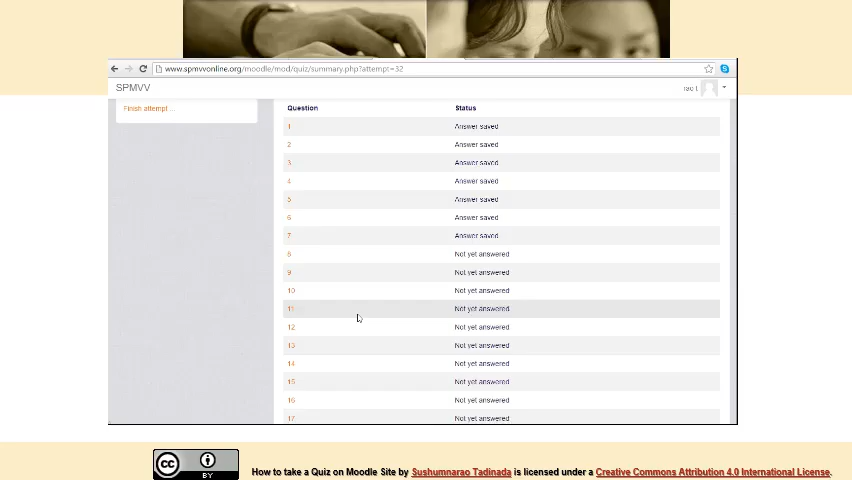 www.spmvvonline.org/moodle/mod/quiz/summary.php?attempt=32
SPMVV
rao t
Finish attempt ...
Question Status
1 Answer saved
2 Answer saved
3 Answer saved
4 Answer saved
5 Answer saved
6 Answer saved
7 Answer saved
8 Not yet answered
9 Not yet answered
10 Not yet answered
11 Not yet answered
12 Not yet answered
13 Not yet answered
14 Not yet answered
15 Not yet answered
16 Not yet answered
17 Not yet answered
cc BY
How to take a Quiz on Moodle Site by Sushumnarao Tadinada is licensed under a Creative Commons Attribution 4.0 International License.